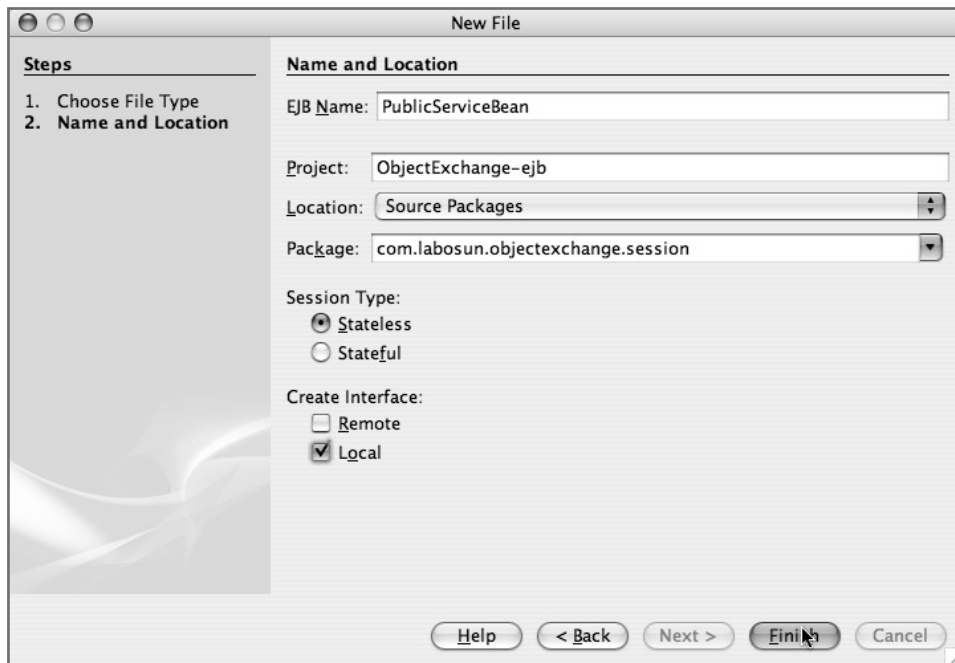 New File
Steps
1. Choose File Type
2. Name and Location
Name and Location
EJB Name: PublicServiceBean
Project: ObjectExchange-ejb
Location: Source Packages
Package: com.labosun.objectexchange.session
Session Type:
Stateless
Stateful
Create Interface:
Remote
Local
Help
< Back
Next >
Finish
Cancel